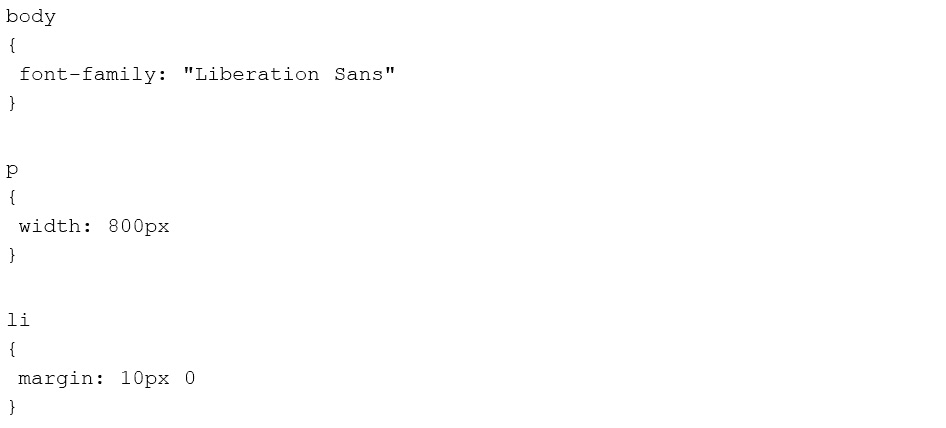 body
{
 font-family: "Liberation Sans"
}

p
{
 width: 800px
}

li
{
 margin: 10px 0
}